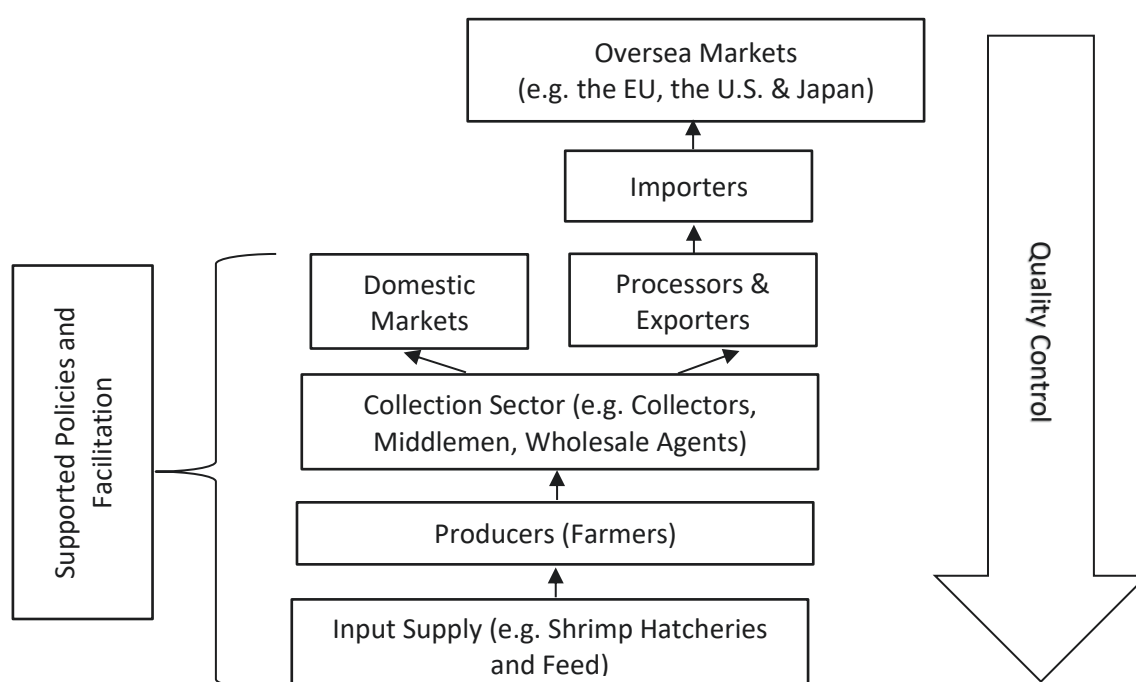 Oversea Markets
(e.g. the EU, the U.S. & Japan)
Importers
Domestic
Markets
Processors &
Exporters
Collection Sector (e.g. Collectors,
Middlemen, Wholesale Agents)
Producers (Farmers)
Input Supply (e.g. Shrimp Hatcheries
and Feed)
Supported Policies and
Facilitation
Quality Control